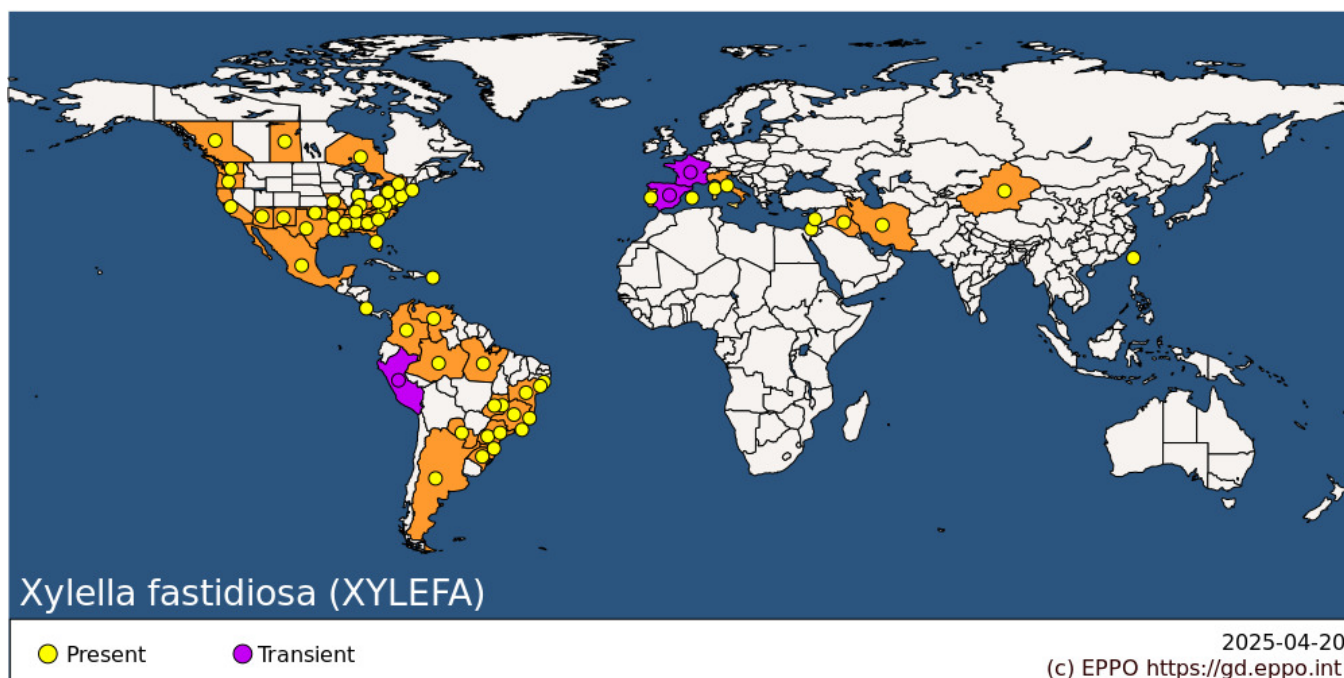 Xylella fastidiosa (XYLEFA)
Present
Transient
2025-04-20
(c) EPPO https://gd.eppo.int